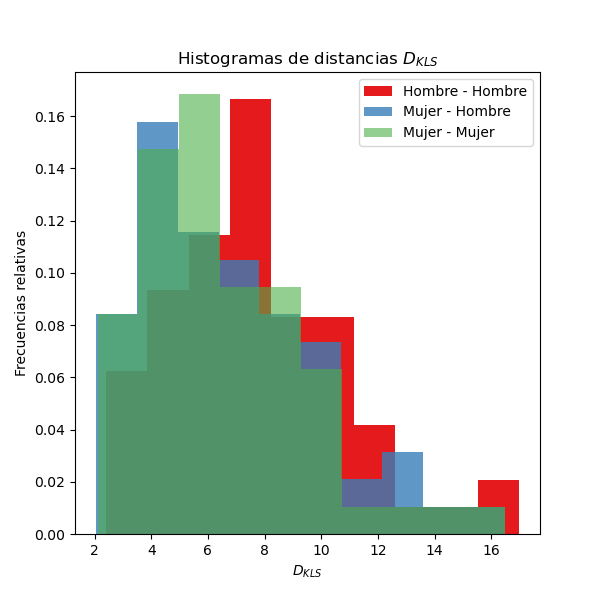 Histogramas de distancias $D_{KLS}$
Hombre - Hombre
Mujer - Hombre
Mujer - Mujer
Frecuencias relativas
0.16
0.14
0.12
0.10
0.08
0.06
0.04
0.02
0.00
2 4 6 8 10 12 14 16
$D_{KLS}$